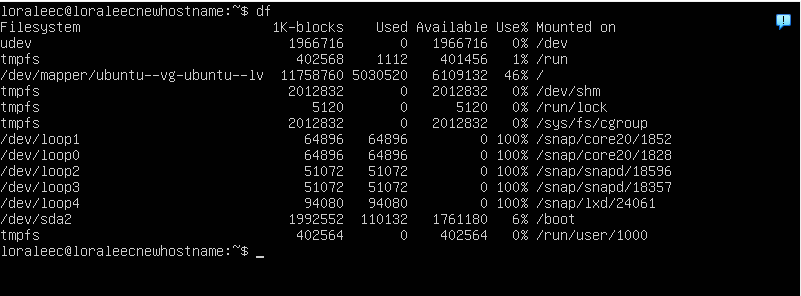 loraleec@loraleecnewhostname:~$ df
Filesystem                        1K-blocks    Used Available Use% Mounted on
udev                                1966716       0   1966716   0% /dev
tmpfs                                402568    1112    401456   1% /run
/dev/mapper/ubuntu--vg-ubuntu--lv  11758760 5030520   6109132  46% /
tmpfs                               2012832       0   2012832   0% /dev/shm
tmpfs                                  5120       0      5120   0% /run/lock
tmpfs                               2012832       0   2012832   0% /sys/fs/cgroup
/dev/loop1                            64896   64896         0 100% /snap/core20/1852
/dev/loop0                            64896   64896         0 100% /snap/core20/1828
/dev/loop2                            51072   51072         0 100% /snap/snapd/18596
/dev/loop3                            51072   51072         0 100% /snap/snapd/18357
/dev/loop4                            94080   94080         0 100% /snap/lxd/24061
/dev/sda2                           1992552  110132   1761180   6% /boot
tmpfs                                402564       0    402564   0% /run/user/1000
loraleec@loraleecnewhostname:~$ _